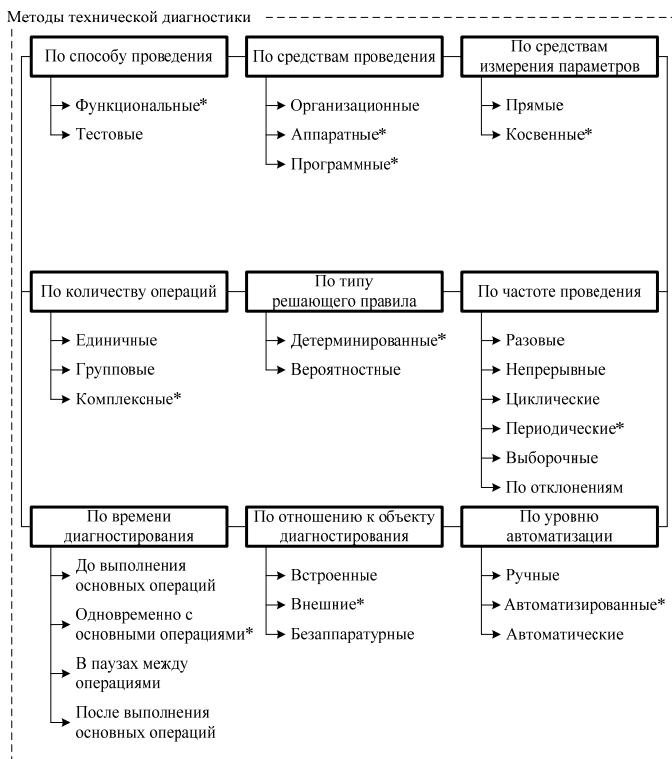 Методы технической диагностики
По способу проведения
Функциональные*
Тестовые
По средствам проведения
Организационные
Аппаратные*
Программные*
По средствам
измерения параметров
Прямые
Косвенные*
По количеству операций
Единичные
Групповые
Комплексные*
По типу
решающего правила
Детерминированные*
Вероятностные
По частоте проведения
Разовые
Непрерывные
Циклические
Периодические*
Выборочные
По отклонениям
По времени
диагностирования
До выполнения
основных операций
Одновременно с
основными операциями*
В паузах между
операциями
После выполнения
основных операций
По отношению к объекту
диагностирования
Встроенные
Внешние*
Безаппаратурные
По уровню
автоматизации
Ручные
Автоматизированные*
Автоматические